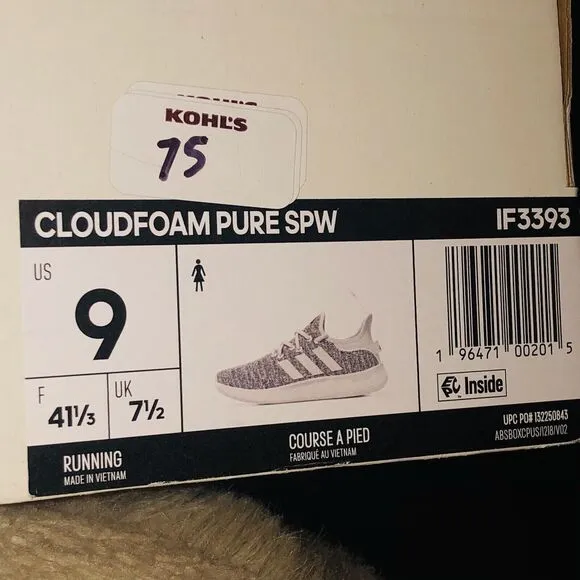 KOHL'S
75
CLOUDFOAM PURE SPW
IF3393
US
9
F
41⅓
UK
7½
1 96471 00201 5
Inside
UPC PO# 132250843
ABSBOXCPUS/1218/V02
RUNNING
MADE IN VIETNAM
COURSE A PIED
FABRIQUÉ AU VIETNAM